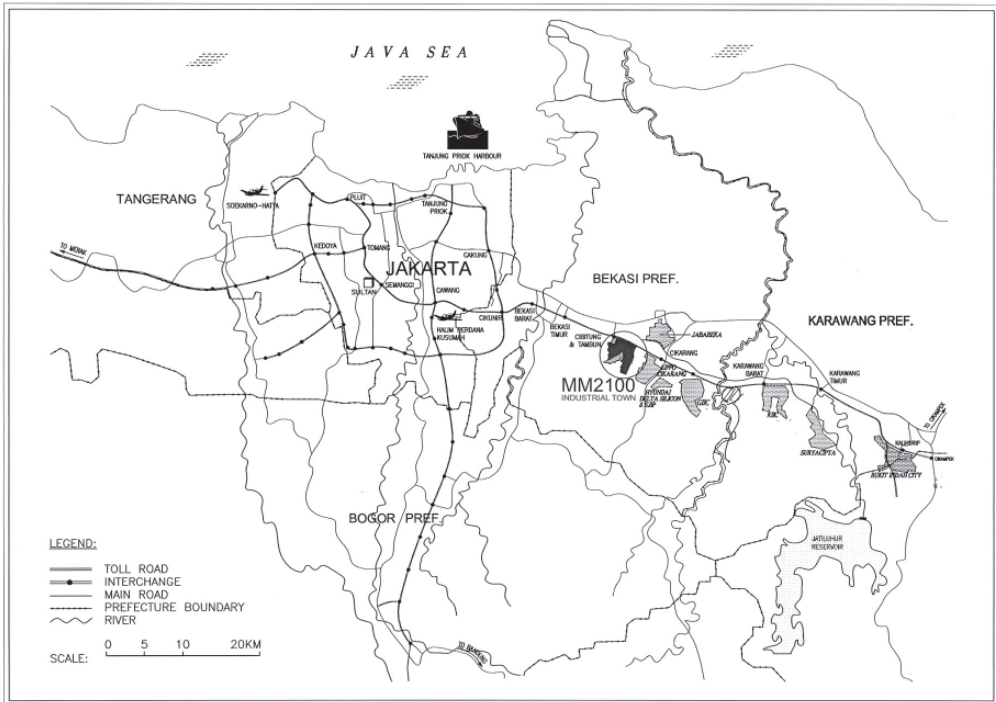 JAVA SEA
TANJUNG PRIOK HARBOUR
TANGERANG
SOEKARNO-HATTA
PLUIT
TANJUNG
PRIOK
TO MERAK
KEDOYA
TOMANG
CAKUNG
JAKARTA
SEMANGGI
SULTAN
CAWANG
BEKASI PREF.
CIKUNIR
BEKASI
BARAT
HALIM PERDANA
KUSUMAH
BEKASI
TIMUR
CIBITUNG
& TAMBUN
JABABEKA
KARAWANG PREF.
CIKARANG
LIPPO
CIKARANG
KARAWANG
BARAT
KARAWANG
TIMUR
MM2100
INDUSTRIAL TOWN
HYUNDAI
DELTA SILICON
& EJIP
GIIC
KIIC
TO CIKAMPEK
SURYACIPTA
KALIHURIP
CIKAMPEK
BUKIT INDAH CITY
BOGOR PREF.
JATILUHUR
RESERVOIR
LEGEND:
TOLL ROAD
INTERCHANGE
MAIN ROAD
PREFECTURE BOUNDARY
RIVER
SCALE:
0 5 10 20KM
TO BANDUNG